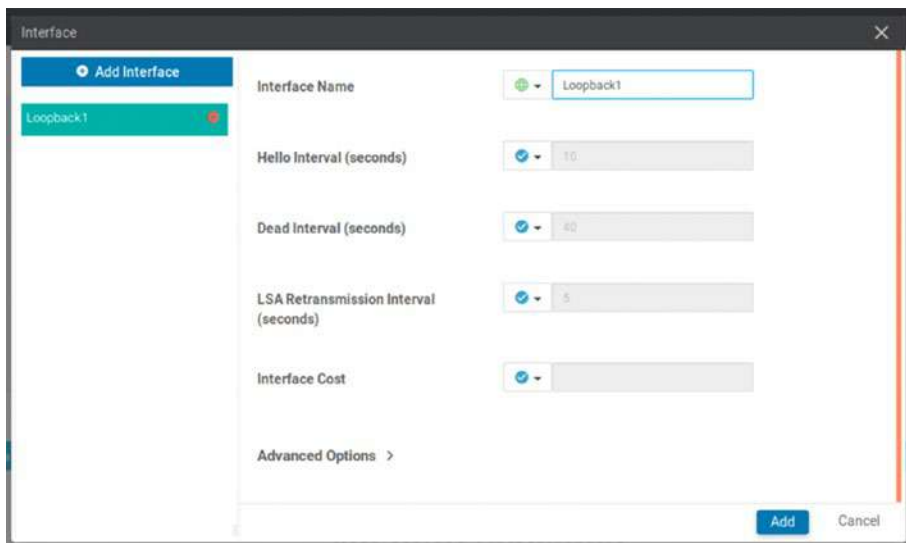 Interface
Add Interface
Loopback1
Interface Name
Loopback1
Hello Interval (seconds)
10
Dead Interval (seconds)
40
LSA Retransmission Interval
(seconds)
5
Interface Cost
Advanced Options >
Add
Cancel